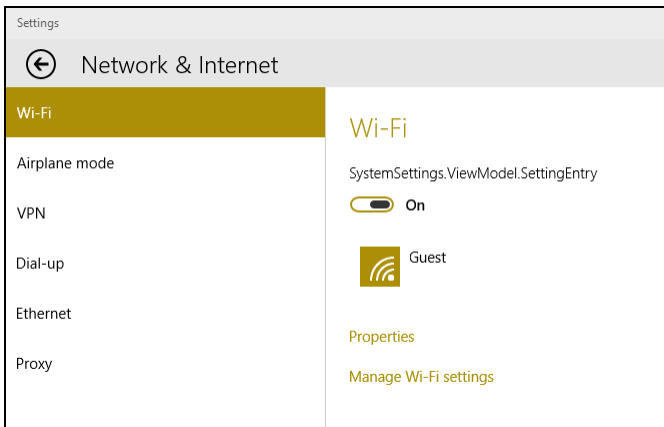 Settings
Network & Internet
Wi-Fi
Airplane mode
VPN
Dial-up
Ethernet
Proxy
Wi-Fi
SystemSettings.ViewModel.SettingEntry
On
Guest
Properties
Manage Wi-Fi settings